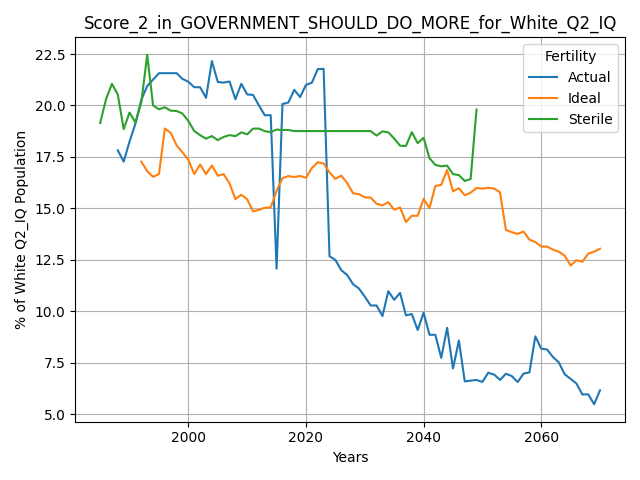 Score_2_in_GOVERNMENT_SHOULD_DO_MORE_for_White_Q2_IQ
Fertility
Actual
Ideal
Sterile
% of White Q2_IQ Population
22.5
20.0
17.5
15.0
12.5
10.0
7.5
5.0
2000
2020
2040
2060
Years